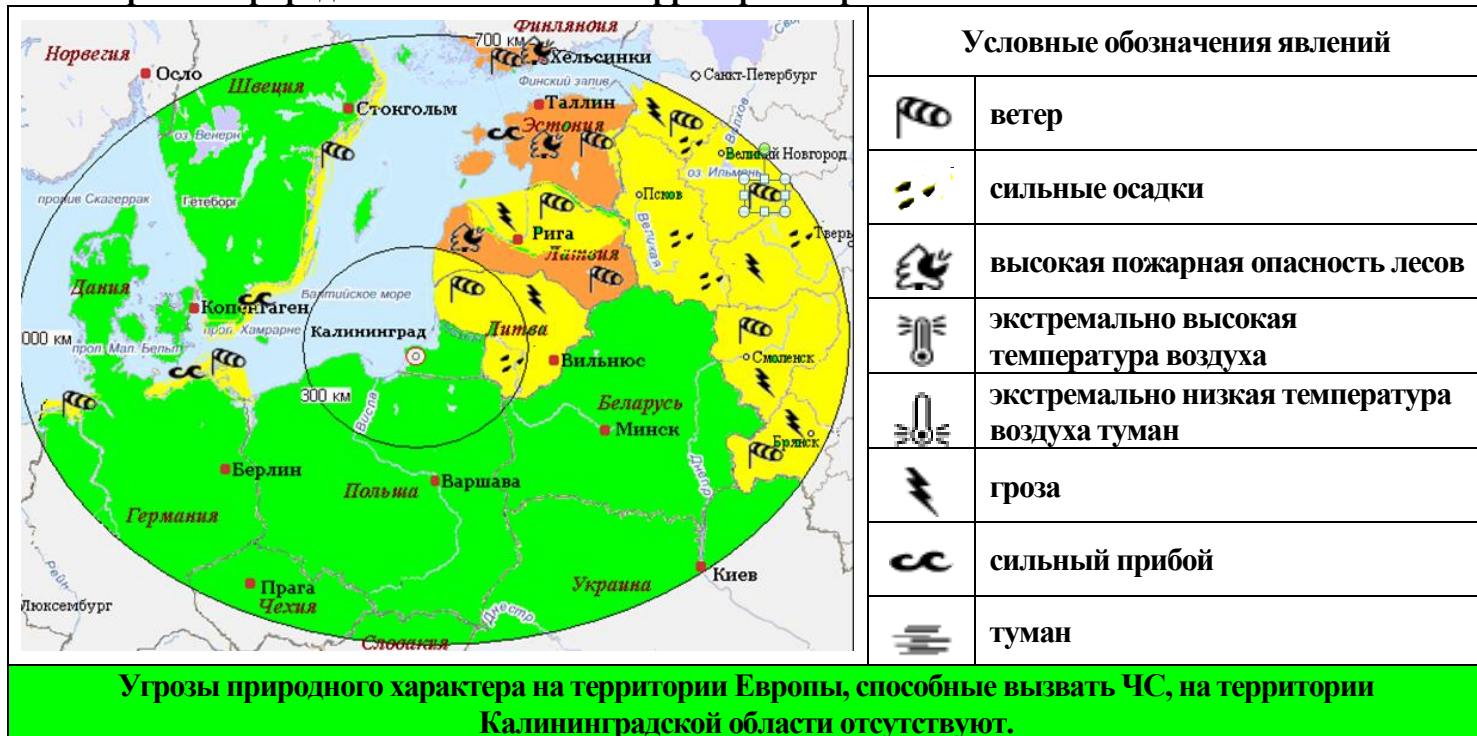 Финляндия
700 км
Хельсинки
Норвегия
Осло
Швеция
Санкт-Петербург
Финский залив
Стокгольм
Таллин
Эстония
Волхов
оз. Венерн
Великий Новгород
оз. Ильмень
Псков
пролив Скагеррак
Гётеборг
Великая
Рига
Тверь
Латвия
Дания
Балтийское море
Копенгаген
прол. Хамрарне
Калининград
Литва
000 км
прол. Мал. Бельт
Вильнюс
Смоленск
300 км
Висла
Беларусь
Минск
Брянск
Днепр
Берлин
Польша
Варшава
Германия
Рейн
Прага
Чехия
Украина
Киев
Люксембург
Днестр
Словакия
Условные обозначения явлений
ветер
сильные осадки
высокая пожарная опасность лесов
экстремально высокая
температура воздуха
экстремально низкая температура
воздуха туман
гроза
сильный прибой
туман
Угрозы природного характера на территории Европы, способные вызвать ЧС, на территории
Калининградской области отсутствуют.